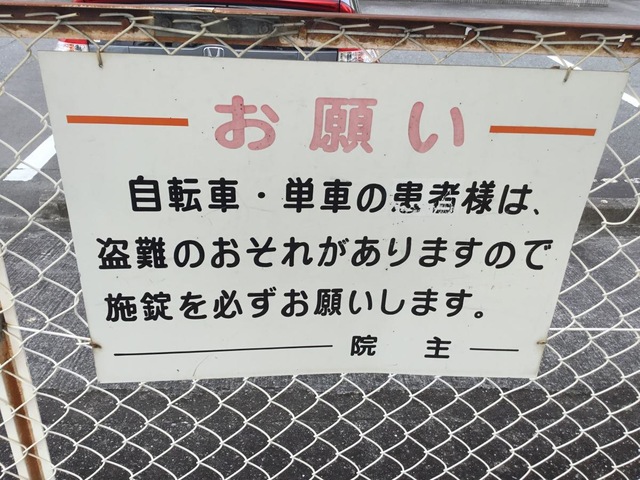 お願い
自転車・単車の患者様は、
盗難のおそれがありますので
施錠を必ずお願いします。
院主